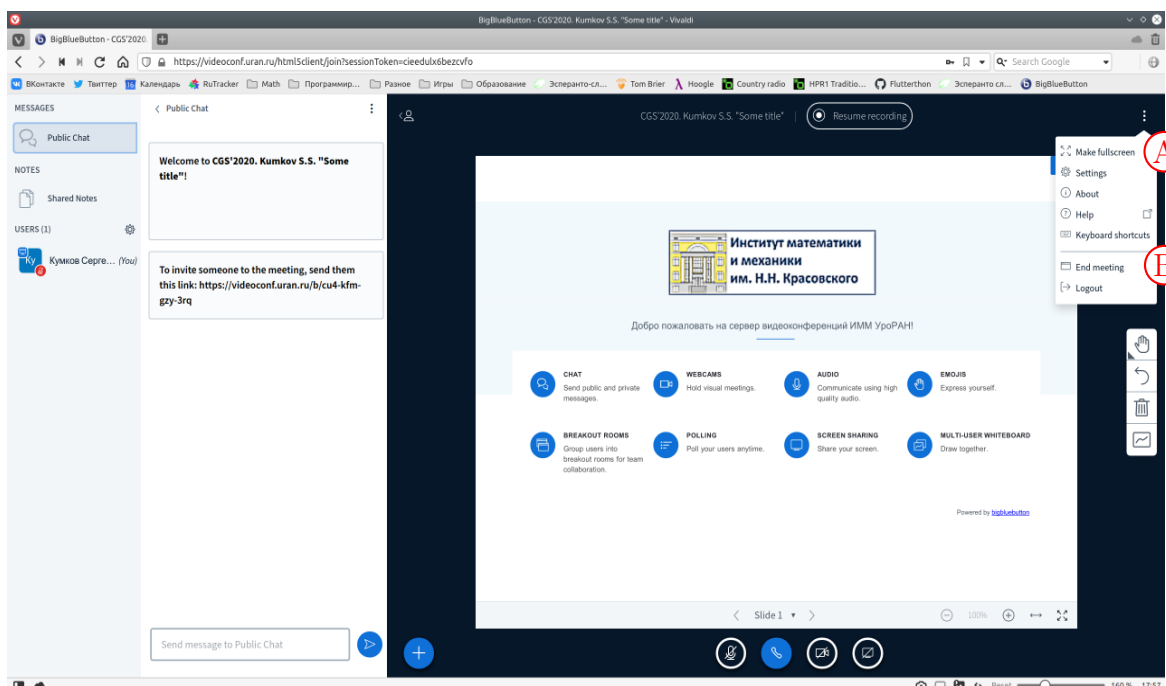 BigBlueButton - CGS'2020. Kumkov S.S. "Some title" - Vivaldi
BigBlueButton - CGS'2020.
https://videoconf.uran.ru/html5client/join?sessionToken=cieedulx6bezcvfo
Search Google
ВКонтакте
Твиттер
16 Календарь
RuTracker
Math
Программир...
Разное
Игры
Образование
Эсперанто-сл...
Tom Brier
Hoogle
Country radio
HPR1 Traditio...
Flutterthon
Эсперанто сл...
BigBlueButton
MESSAGES
Public Chat
NOTES
Shared Notes
USERS (1)
Ку
Кумков Серге... (You)
Public Chat
Welcome to CGS'2020. Kumkov S.S. "Some
title"!
To invite someone to the meeting, send them
this link: https://videoconf.uran.ru/b/cu4-kfm-
gzy-3rq
Send message to Public Chat
CGS'2020. Kumkov S.S. "Some title"
Resume recording
Make fullscreen
A
Settings
About
Help
Keyboard shortcuts
End meeting
Logout
Институт математики
и механики
им. Н.Н. Красовского
Добро пожаловать на сервер видеоконференций ИММ УроРАН!
CHAT
Send public and private
messages.
WEBCAMS
Hold visual meetings.
AUDIO
Communicate using high
quality audio.
EMOJIS
Express yourself.
BREAKOUT ROOMS
Group users into
breakout rooms for team
collaboration.
POLLING
Poll your users anytime.
SCREEN SHARING
Share your screen.
MULTI-USER WHITEBOARD
Draw together.
Powered by bigbluebutton
Slide 1
100%
Reset
160 %
17:57